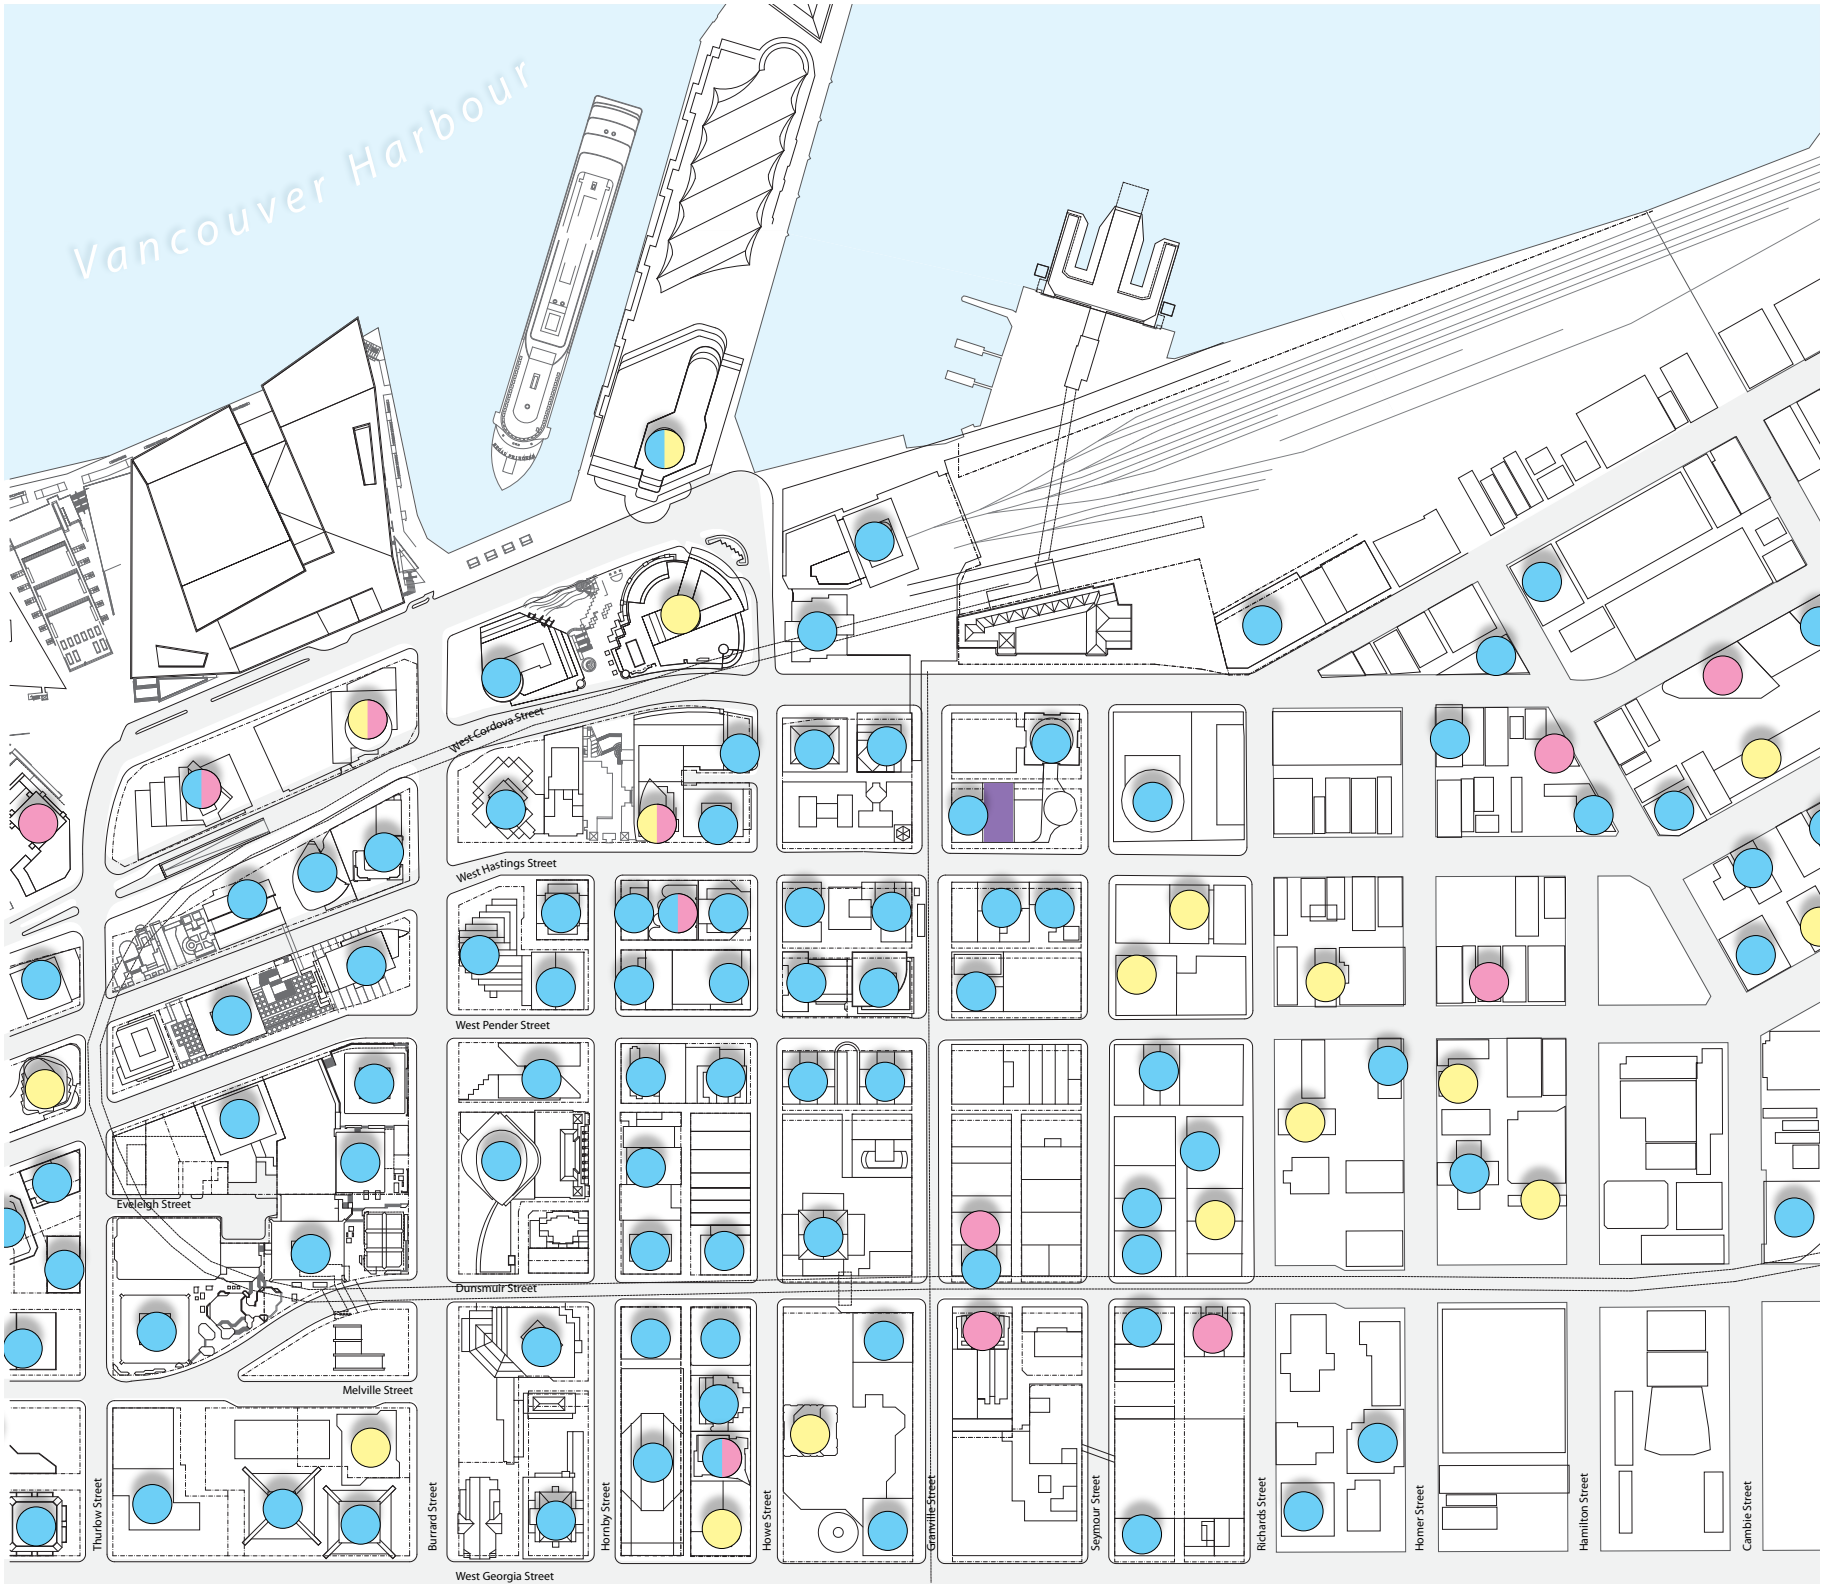 Vancouver Harbour
West Cordova Street
West Hastings Street
West Pender Street
Eveleigh Street
Dunsmuir Street
Melville Street
Thurlow Street
Burrard Street
Hornby Street
Howe Street
Granville Street
Seymour Street
Richards Street
Homer Street
Hamilton Street
Cambie Street
West Georgia Street